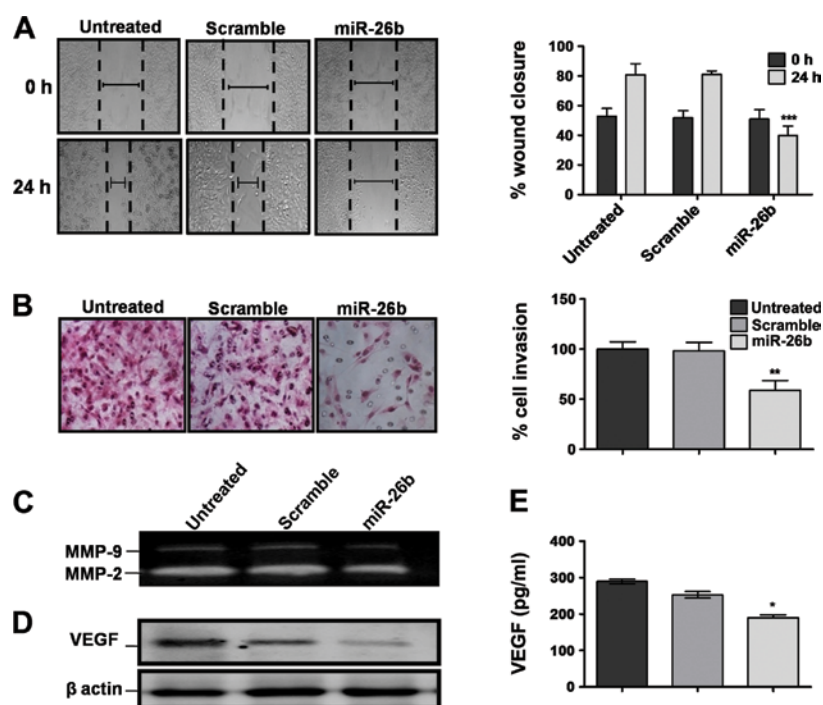 A
Untreated
Scramble
miR-26b
0 h
24 h
% wound closure
100
80
60
40
20
0
0 h
24 h
***
Untreated
Scramble
miR-26b
B
Untreated
Scramble
miR-26b
% cell invasion
150
100
50
0
Untreated
Scramble
miR-26b
**
C
Untreated
Scramble
miR-26b
MMP-9
MMP-2
D
VEGF
β actin
E
VEGF (pg/ml)
400
300
200
100
0
*